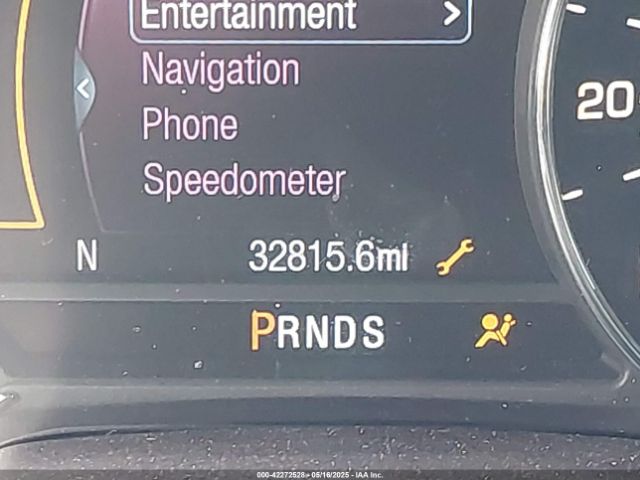 Entertainment >
Navigation
Phone
Speedometer
20
N 32815.6mi
PRNDS
000-42272528 - 05/16/2025 - IAA Inc.